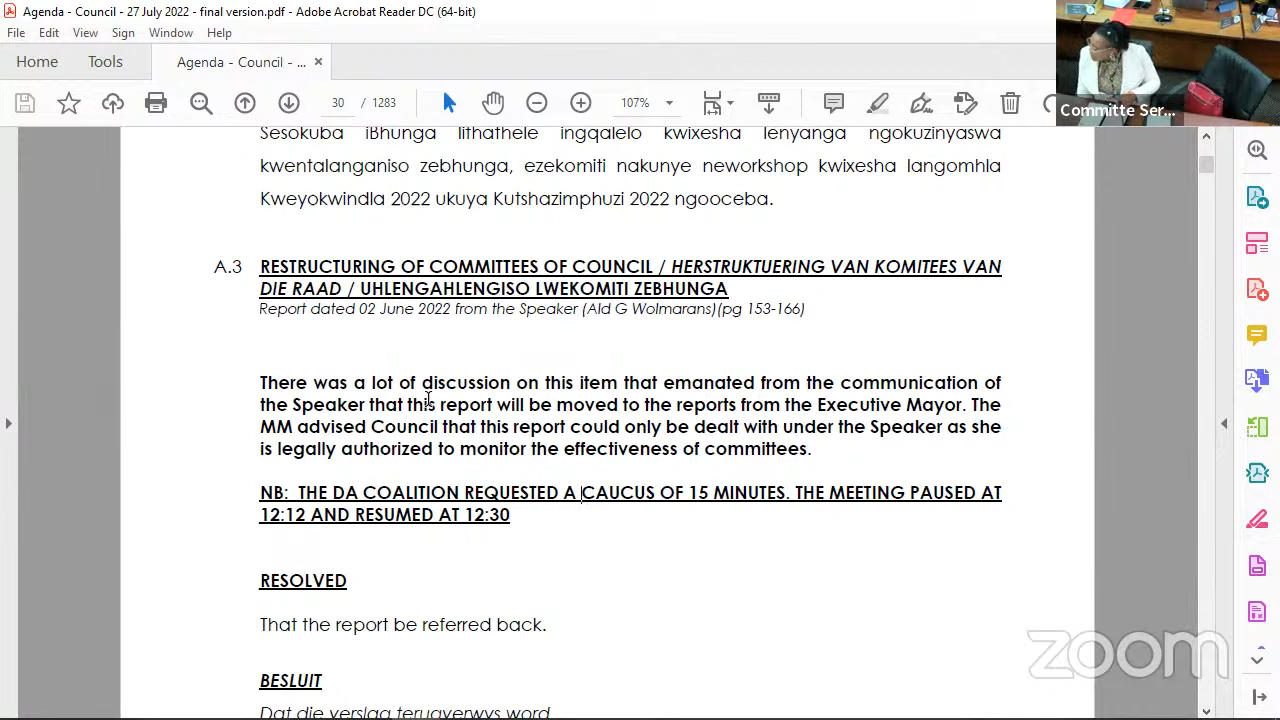 Agenda - Council - 27 July 2022 - final version.pdf - Adobe Acrobat Reader DC (64-bit)
File Edit View Sign Window Help
Home Tools Agenda - Council - ... ×
30 / 1283 107%
Committe Ser...
Sesokuba iBhunga lithathele ingqalelo kwixesha lenyanga ngokuzinyaswa
kwentalanganiso zebhunga, ezekomiti nakunye neworkshop kwixesha langomhla
Kweyokwindla 2022 ukuya Kutshazimphuzi 2022 ngooceba.
A.3 RESTRUCTURING OF COMMITTEES OF COUNCIL / HERSTRUKTUERING VAN KOMITEES VAN
DIE RAAD / UHLENGAHLENGISO LWEKOMITI ZEBHUNGA
Report dated 02 June 2022 from the Speaker (Ald G Wolmarans)(pg 153-166)
There was a lot of discussion on this item that emanated from the communication of
the Speaker that this report will be moved to the reports from the Executive Mayor. The
MM advised Council that this report could only be dealt with under the Speaker as she
is legally authorized to monitor the effectiveness of committees.
NB: THE DA COALITION REQUESTED A CAUCUS OF 15 MINUTES. THE MEETING PAUSED AT
12:12 AND RESUMED AT 12:30
RESOLVED
That the report be referred back.
BESLUIT
Dat die verslag terugverwys word
zoom